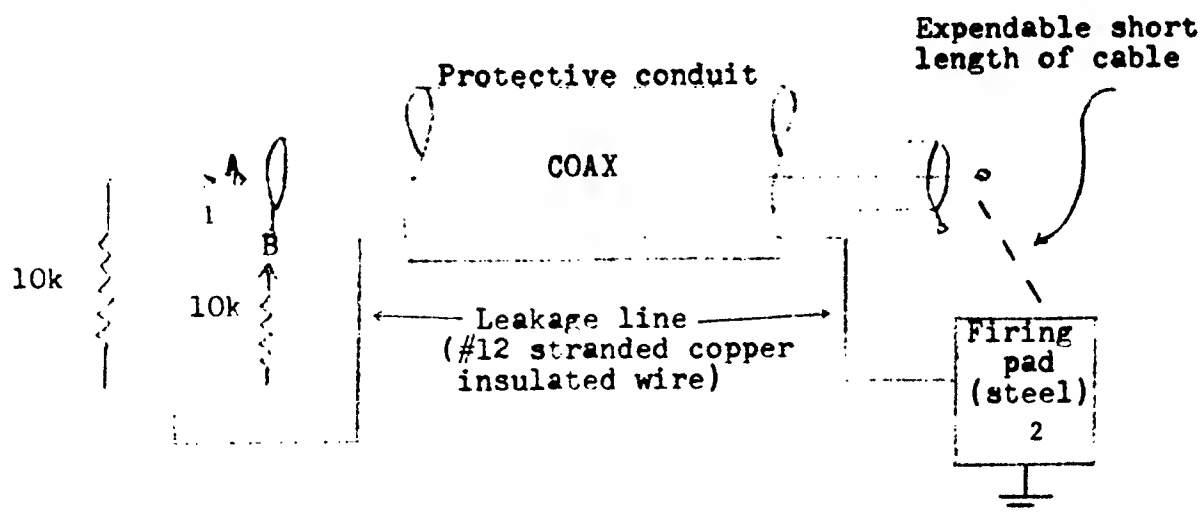 Expendable short
length of cable
Protective conduit
COAX
A
1
B
10k
10k
Leakage line
(#12 stranded copper
insulated wire)
Firing
pad
(steel)
2